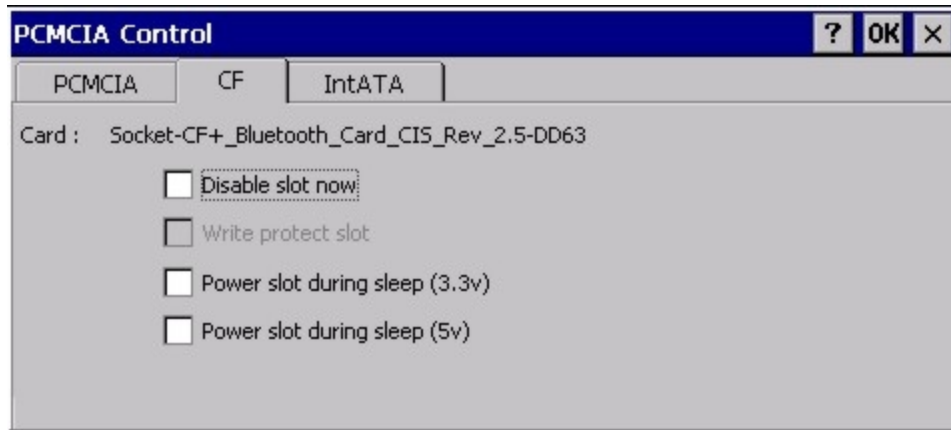 PCMCIA Control ? OK ×
PCMCIA CF IntATA
Card : Socket-CF+_Bluetooth_Card_CIS_Rev_2.5-DD63
Disable slot now
Write protect slot
Power slot during sleep (3.3v)
Power slot during sleep (5v)